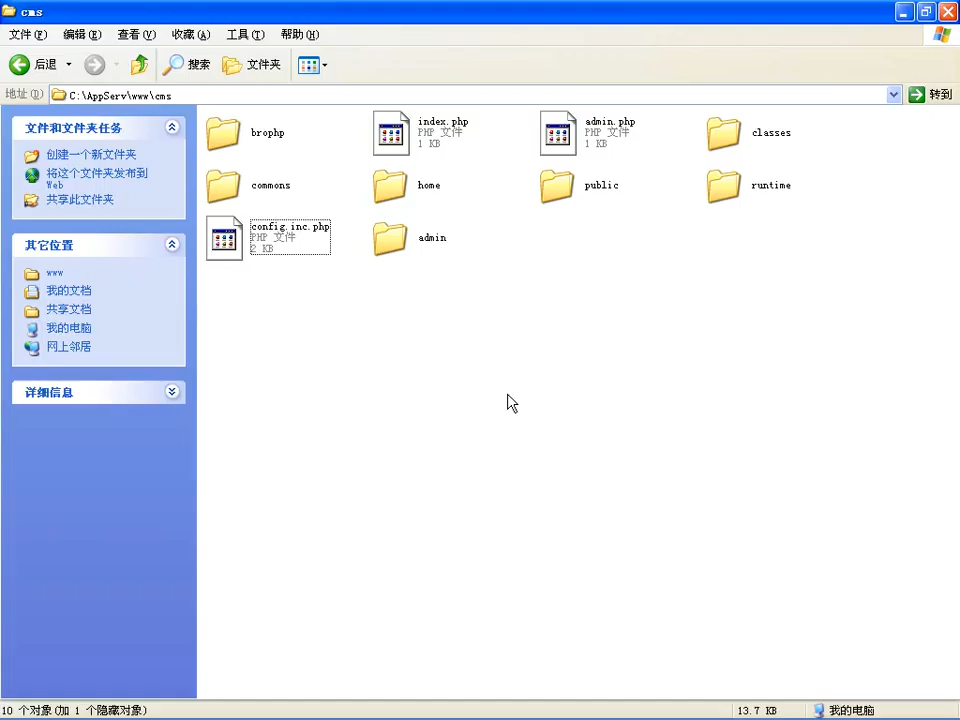 cms
文件(F) 编辑(E) 查看(V) 收藏(A) 工具(T) 帮助(H)
后退 搜索 文件夹
地址(D) C:\AppServ\www\cms 转到
文件和文件夹任务
创建一个新文件夹
将这个文件夹发布到
Web
共享此文件夹
其它位置
www
我的文档
共享文档
我的电脑
网上邻居
详细信息
brophp
index.php
PHP 文件
1 KB
admin.php
PHP 文件
1 KB
classes
commons
home
public
runtime
config.inc.php
PHP 文件
2 KB
admin
10 个对象(加 1 个隐藏对象) 13.7 KB 我的电脑